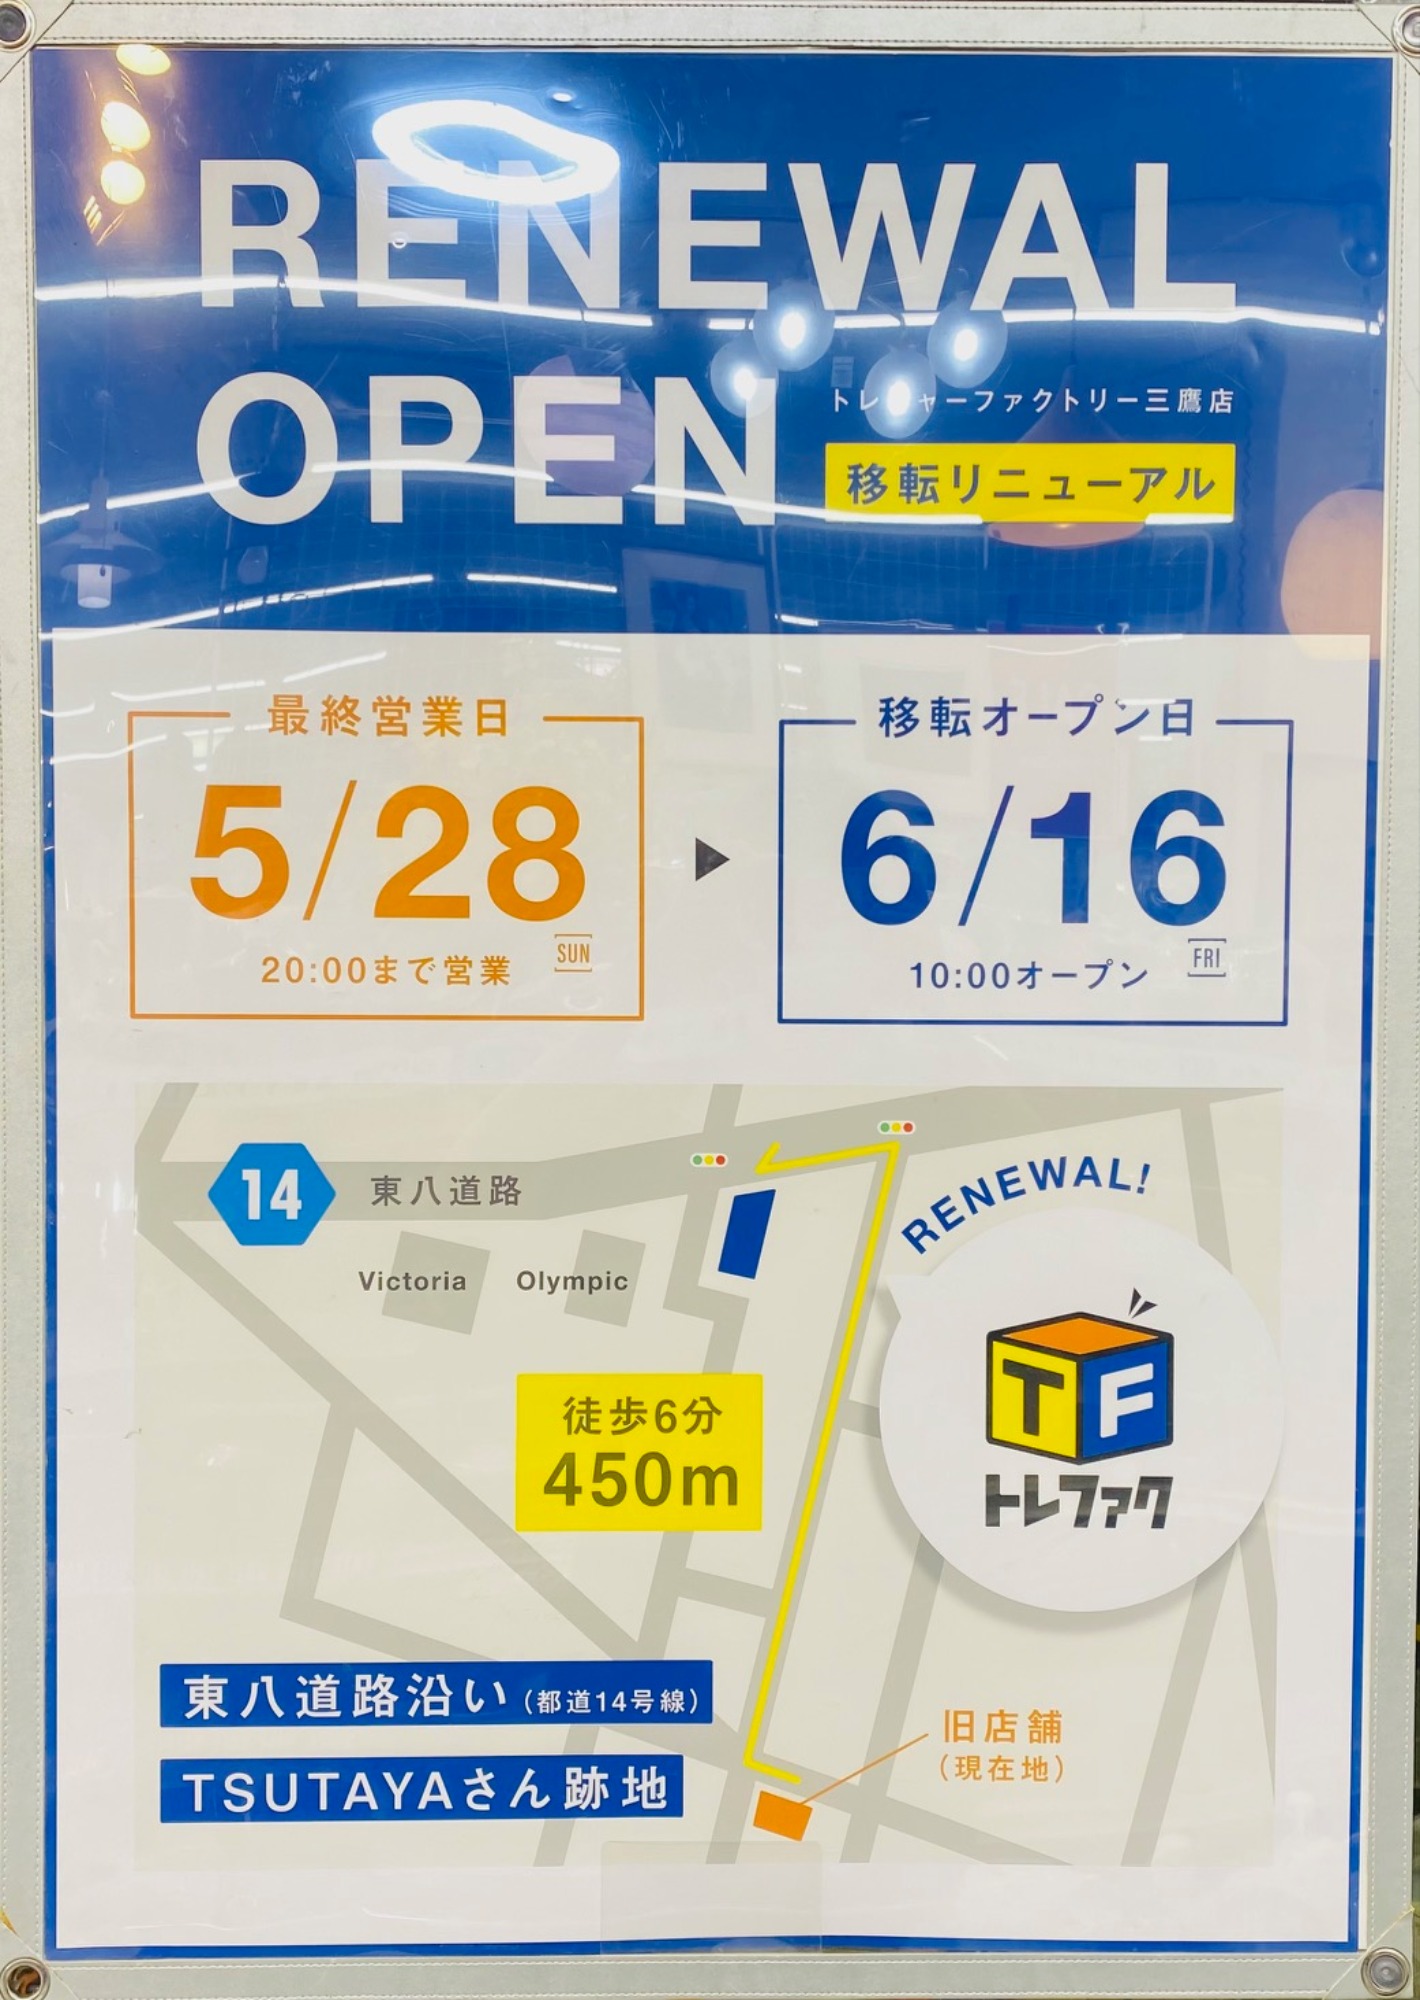 RENEWAL
OPEN
トレジャーファクトリー三鷹店
移転リニューアル
最終営業日
5/28
SUN
20:00まで営業
移転オープン日
6/16
FRI
10:00オープン
14
東八道路
Victoria
Olympic
RENEWAL!
TF
トレファク
徒歩6分
450m
東八道路沿い(都道14号線)
TSUTAYAさん跡地
旧店舗
(現在地)